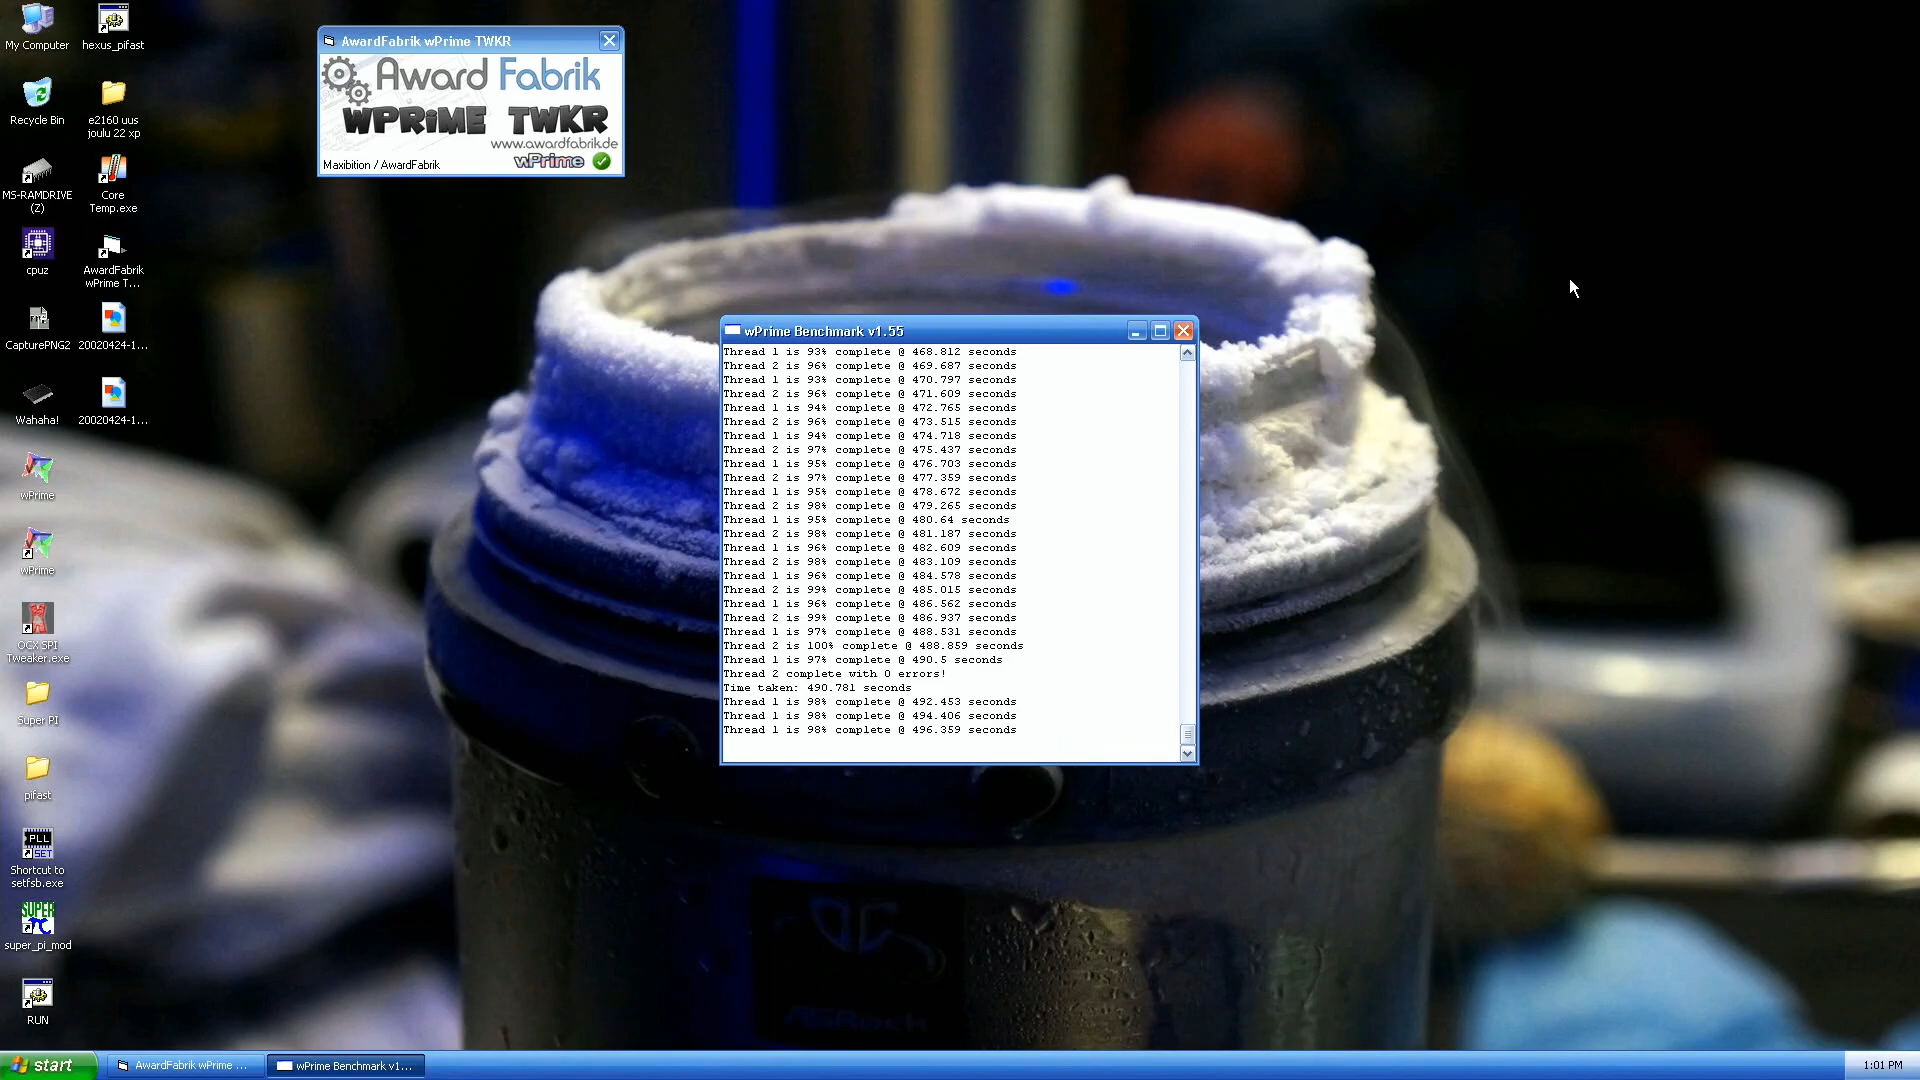 My Computer
hexus_pifast
Recycle Bin
e2160 uus
joulu 22 xp
MS-RAMDRIVE
(Z)
Core
Temp.exe
cpuz
AwardFabrik
wPrime T...
CapturePNG2
20020424-1...
Wahaha!
20020424-1...
wPrime
wPrime
OCX SPI
Tweaker.exe
Super PI
pifast
PLL
SET
Shortcut to
setfsb.exe
SUPER
super_pi_mod
RUN
AwardFabrik wPrime TWKR
Award Fabrik
WPRiME TWKR
www.awardfabrik.de
wPrime
Maxibition / AwardFabrik
wPrime Benchmark v1.55
Thread 1 is 93% complete @ 468.812 seconds
Thread 2 is 96% complete @ 469.687 seconds
Thread 1 is 93% complete @ 470.797 seconds
Thread 2 is 96% complete @ 471.609 seconds
Thread 1 is 94% complete @ 472.765 seconds
Thread 2 is 96% complete @ 473.515 seconds
Thread 1 is 94% complete @ 474.718 seconds
Thread 2 is 97% complete @ 475.437 seconds
Thread 1 is 95% complete @ 476.703 seconds
Thread 2 is 97% complete @ 477.359 seconds
Thread 1 is 95% complete @ 478.672 seconds
Thread 2 is 98% complete @ 479.265 seconds
Thread 1 is 95% complete @ 480.64 seconds
Thread 2 is 98% complete @ 481.187 seconds
Thread 1 is 96% complete @ 482.609 seconds
Thread 2 is 98% complete @ 483.109 seconds
Thread 1 is 96% complete @ 484.578 seconds
Thread 2 is 99% complete @ 485.015 seconds
Thread 1 is 96% complete @ 486.562 seconds
Thread 2 is 99% complete @ 486.937 seconds
Thread 1 is 97% complete @ 488.531 seconds
Thread 2 is 100% complete @ 488.859 seconds
Thread 1 is 97% complete @ 490.5 seconds
Thread 2 complete with 0 errors!
Time taken: 490.781 seconds
Thread 1 is 98% complete @ 492.453 seconds
Thread 1 is 98% complete @ 494.406 seconds
Thread 1 is 98% complete @ 496.359 seconds
start
AwardFabrik wPrime ...
wPrime Benchmark v1...
1:01 PM